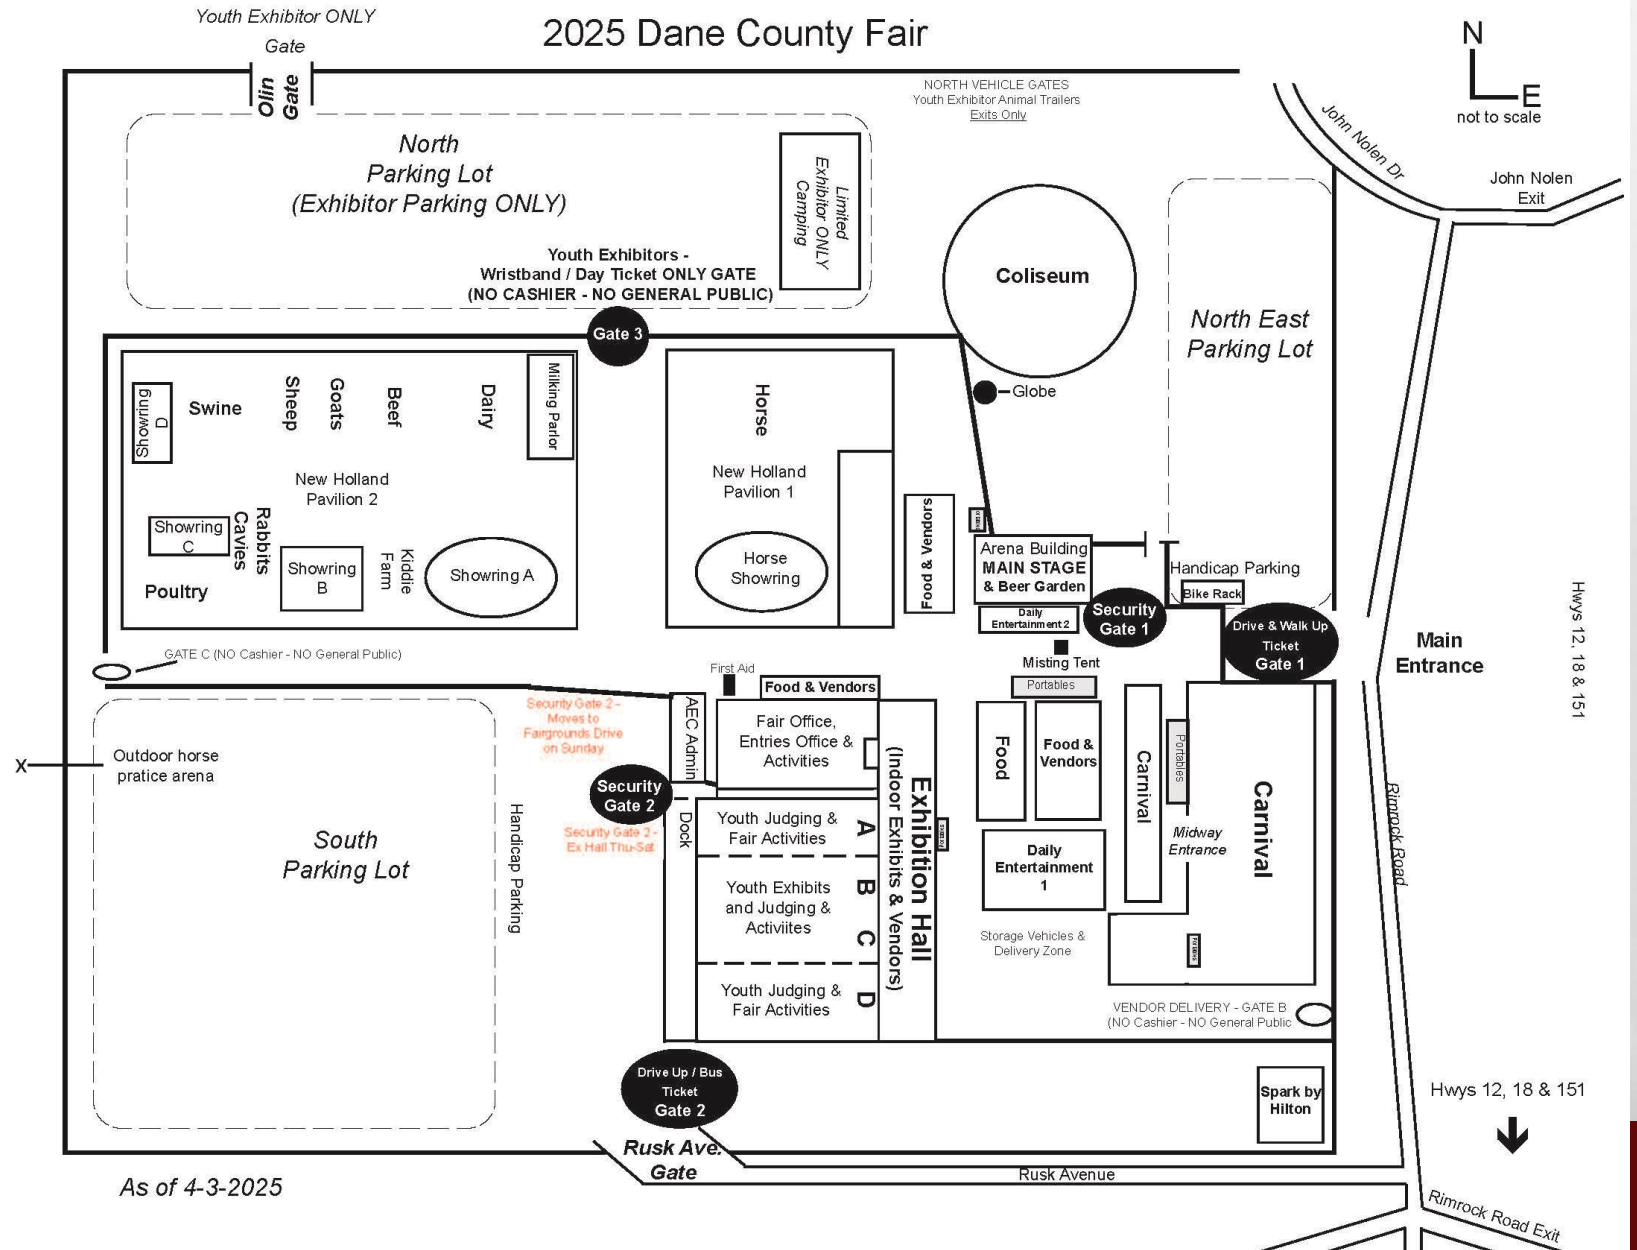 Youth Exhibitor ONLY
Gate
2025 Dane County Fair
N
E
not to scale
Olin
Gate
NORTH VEHICLE GATES
Youth Exhibitor Animal Trailers
Exits Only
John Nolen Dr
John Nolen
Exit
North
Parking Lot
(Exhibitor Parking ONLY)
Limited
Exhibitor ONLY
Camping
Youth Exhibitors -
Wristband / Day Ticket ONLY GATE
(NO CASHIER - NO GENERAL PUBLIC)
Gate 3
Coliseum
North East
Parking Lot
Globe
D
Showring
Swine
Sheep
Goats
Beef
Dairy
Milking Parlor
New Holland
Pavilion 2
Showring
C
Cavies
Rabbits
Showring
B
Kiddie
Farm
Showring A
Poultry
Horse
New Holland
Pavilion 1
Horse
Showring
Food & Venporos
Arena Building
MAIN STAGE
& Beer Garden
Daily
Entertainment 2
Security
Gate 1
Handicap Parking
Bike Rack
Drive & Walk Up
Ticket
Gate 1
Main
Entrance
Hwys 12, 18 & 151
Misting Tent
Portables
GATE C (NO Cashier - NO General Public)
First Aid
Food & Vendors
Security Gate 2 -
Moves to
Fairgrounds Drive
on Sunday
AEC Admin
Fair Office,
Entries Office &
Activities
Security
Gate 2
Security Gate 2 -
Ex Hall Thu-Sat
Dock
Youth Judging &
Fair Activities
A
Youth Exhibits
and Judging &
Activiites
B
C
Youth Judging &
Fair Activities
D
(Indoor Exhibits & Vendors)
Exhibition Hall
Food
Food &
Vendors
Carnival
Portables
Midway
Entrance
Carnival
Daily
Entertainment
1
Storage Vehicles &
Delivery Zone
VENDOR DELIVERY - GATE B
(NO Cashier - NO General Public
Rimrock Road
X
Outdoor horse
pratice arena
South
Parking Lot
Handicap Parking
Drive Up / Bus
Ticket
Gate 2
Rusk Ave.
Gate
Spark by
Hilton
Hwys 12, 18 & 151
Rusk Avenue
Rimrock Road Exit
As of 4-3-2025